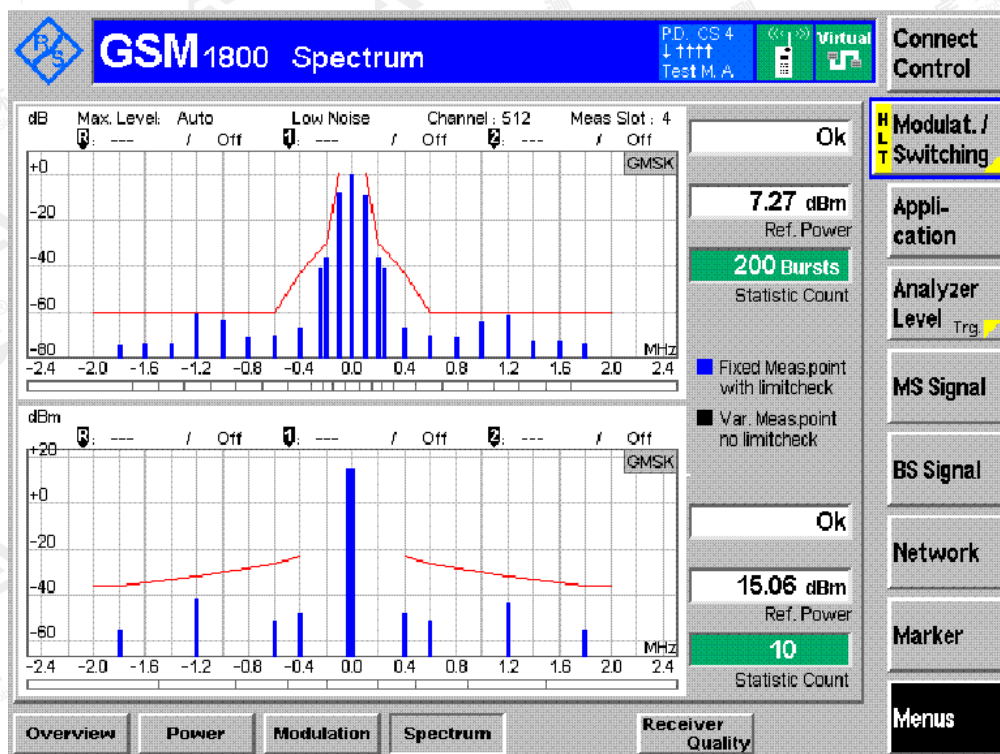 R/S
GSM 1800 Spectrum
P.D. CS 4
↓ ↑↑↑↑
Test M. A
Virtual
Connect Control
dB Max. Level: Auto Low Noise Channel : 512 Meas Slot : 4
R : --- / Off 1 : --- / Off 2 : --- / Off
GMSK
+0
-20
-40
-60
-80
MHz
-2.4 -2.0 -1.6 -1.2 -0.8 -0.4 0.0 0.4 0.8 1.2 1.6 2.0 2.4
Ok
7.27 dBm
Ref. Power
200 Bursts
Statistic Count
Fixed Meas.point
with limitcheck
Var. Meas.point
no limitcheck
dBm
R : --- / Off 1 : --- / Off 2 : --- / Off
GMSK
+20
+0
-20
-40
-60
MHz
-2.4 -2.0 -1.6 -1.2 -0.8 -0.4 0.0 0.4 0.8 1.2 1.6 2.0 2.4
Ok
15.06 dBm
Ref. Power
10
Statistic Count
HLT
Modulat. /
Switching
Appli-
cation
Analyzer
Level Trg.
MS Signal
BS Signal
Network
Marker
Menus
Overview Power Modulation Spectrum Receiver
Quality